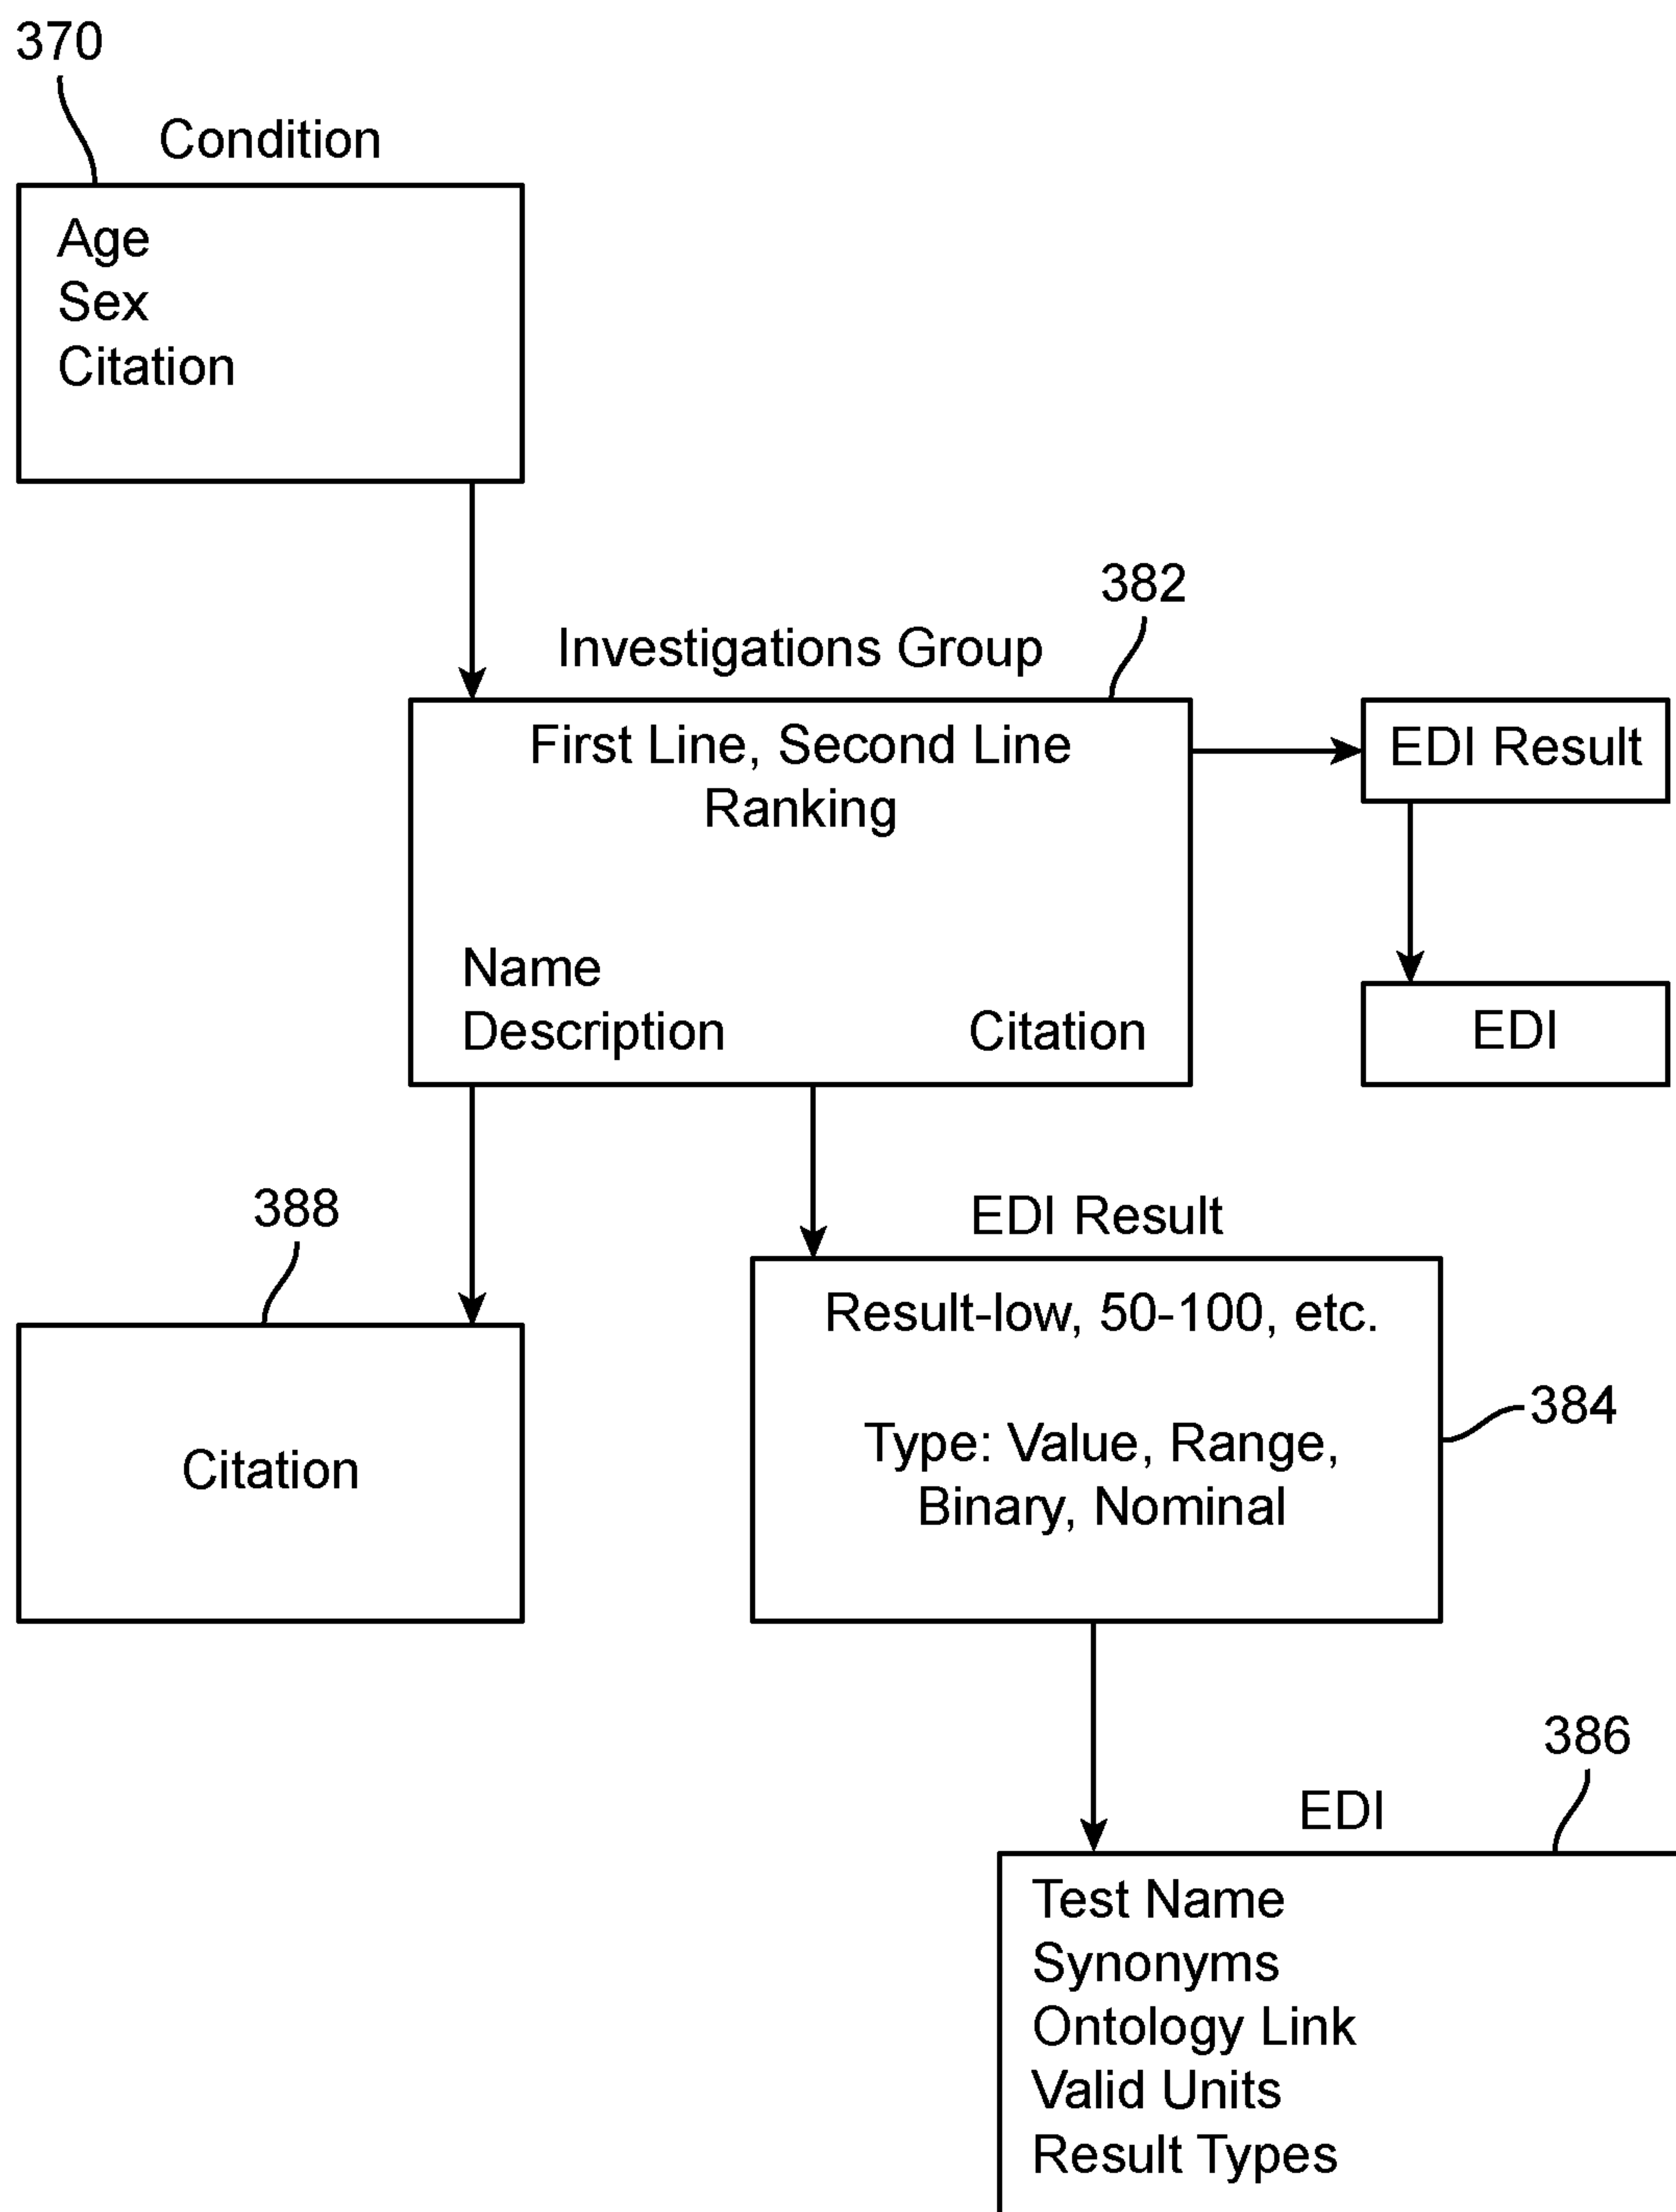 370
Condition
Age
Sex
Citation
382
Investigations Group
First Line, Second Line
Ranking
Name
Description
Citation
EDI Result
EDI
388
Citation
EDI Result
Result-low, 50-100, etc.
Type: Value, Range,
Binary, Nominal
384
386
EDI
Test Name
Synonyms
Ontology Link
Valid Units
Result Types